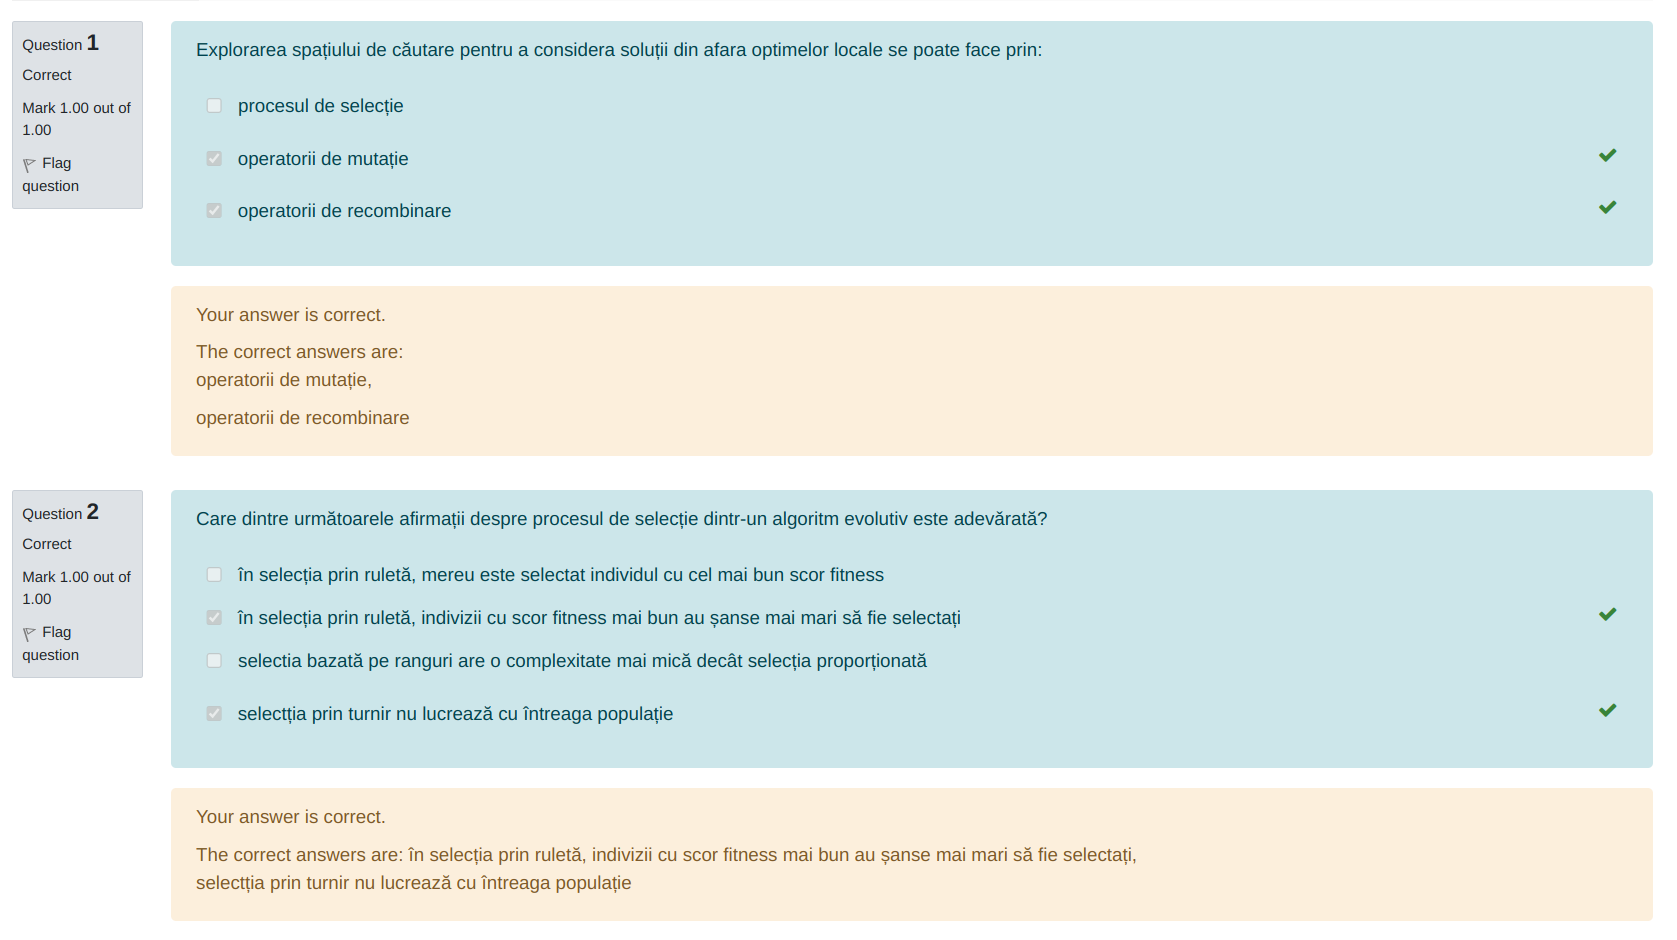 Question 1
Correct
Mark 1.00 out of
1.00
Flag
question
Explorarea spațiului de căutare pentru a considera soluții din afara optimelor locale se poate face prin:
procesul de selecție
operatorii de mutație
operatorii de recombinare
Your answer is correct.
The correct answers are:
operatorii de mutație,
operatorii de recombinare
Question 2
Correct
Mark 1.00 out of
1.00
Flag
question
Care dintre următoarele afirmații despre procesul de selecție dintr-un algoritm evolutiv este adevărată?
în selecția prin ruletă, mereu este selectat individul cu cel mai bun scor fitness
în selecția prin ruletă, indivizii cu scor fitness mai bun au șanse mai mari să fie selectați
selectia bazată pe ranguri are o complexitate mai mică decât selecția proporționată
selectția prin turnir nu lucrează cu întreaga populație
Your answer is correct.
The correct answers are: în selecția prin ruletă, indivizii cu scor fitness mai bun au șanse mai mari să fie selectați,
selectția prin turnir nu lucrează cu întreaga populație